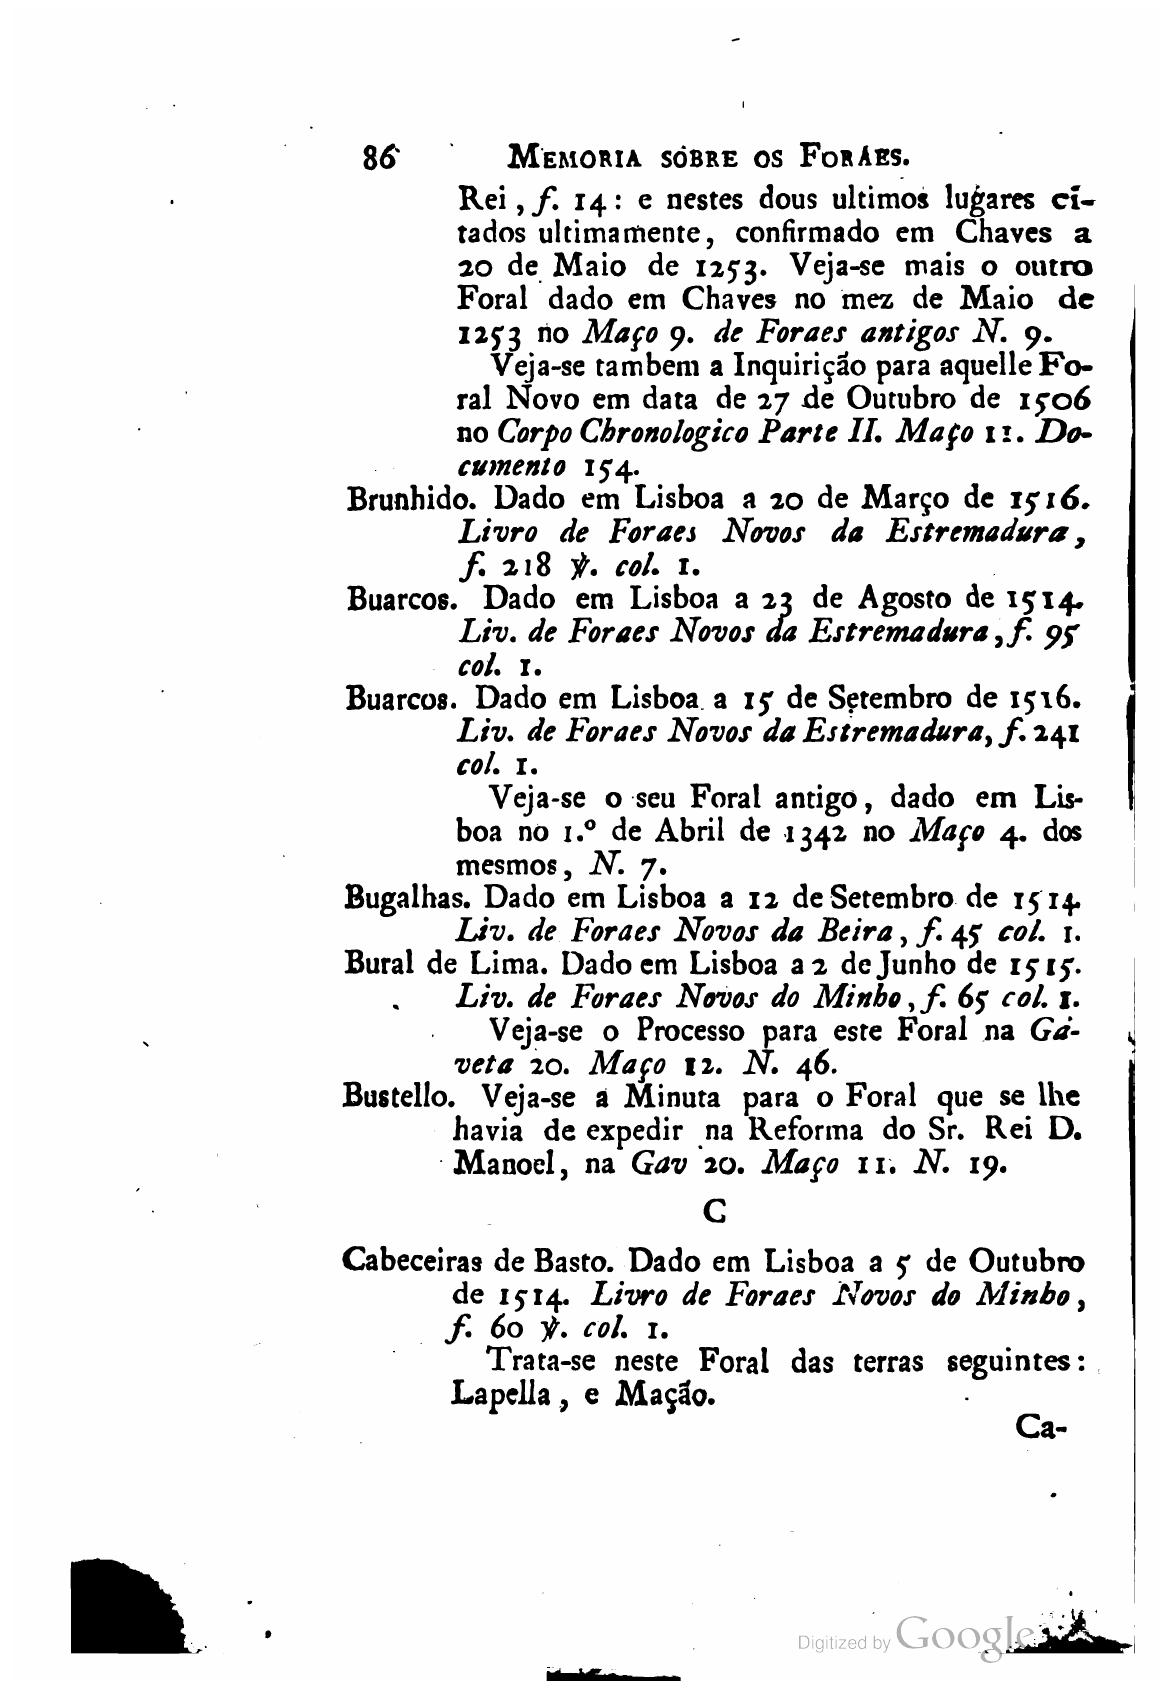 86 MEMORIA SÔBRE OS FORÁES.
Rei, f. 14: e nestes dous ultimos lugares ci-
tados ultimamente, confirmado em Chaves a
20 de Maio de 1253. Veja-se mais o outro
Foral dado em Chaves no mez de Maio de
1253 no Maço 9. de Foraes antigos N. 9.
Veja-se tambem a Inquirição para aquelle Fo-
ral Novo em data de 27 de Outubro de 1506
no Corpo Chronologico Parte II. Maço 11. Do-
cumento 154.
Brunhido. Dado em Lisboa a 20 de Março de 1516.
Livro de Foraes Novos da Estremadura,
f. 218 ℣. col. 1.
Buarcos. Dado em Lisboa a 23 de Agosto de 1514.
Liv. de Foraes Novos da Estremadura, f. 95
col. 1.
Buarcos. Dado em Lisboa a 15 de Setembro de 1516.
Liv. de Foraes Novos da Estremadura, f. 241
col. 1.
Veja-se o seu Foral antigo, dado em Lis-
boa no 1.º de Abril de 1342 no Maço 4. dos
mesmos, N. 7.
Bugalhas. Dado em Lisboa a 12 de Setembro de 1514.
Liv. de Foraes Novos da Beira, f. 45 col. 1.
Bural de Lima. Dado em Lisboa a 2 de Junho de 1515.
Liv. de Foraes Novos do Minho, f. 65 col. 1.
Veja-se o Processo para este Foral na Ga-
veta 20. Maço 12. N. 46.
Bustello. Veja-se a Minuta para o Foral que se lhe
havia de expedir na Reforma do Sr. Rei D.
Manoel, na Gav 20. Maço 11. N. 19.
C
Cabeceiras de Basto. Dado em Lisboa a 5 de Outubro
de 1514. Livro de Foraes Novos do Minho,
f. 60 ℣. col. 1.
Trata-se neste Foral das terras seguintes:
Lapella, e Mação.
Ca-
Digitized by Google